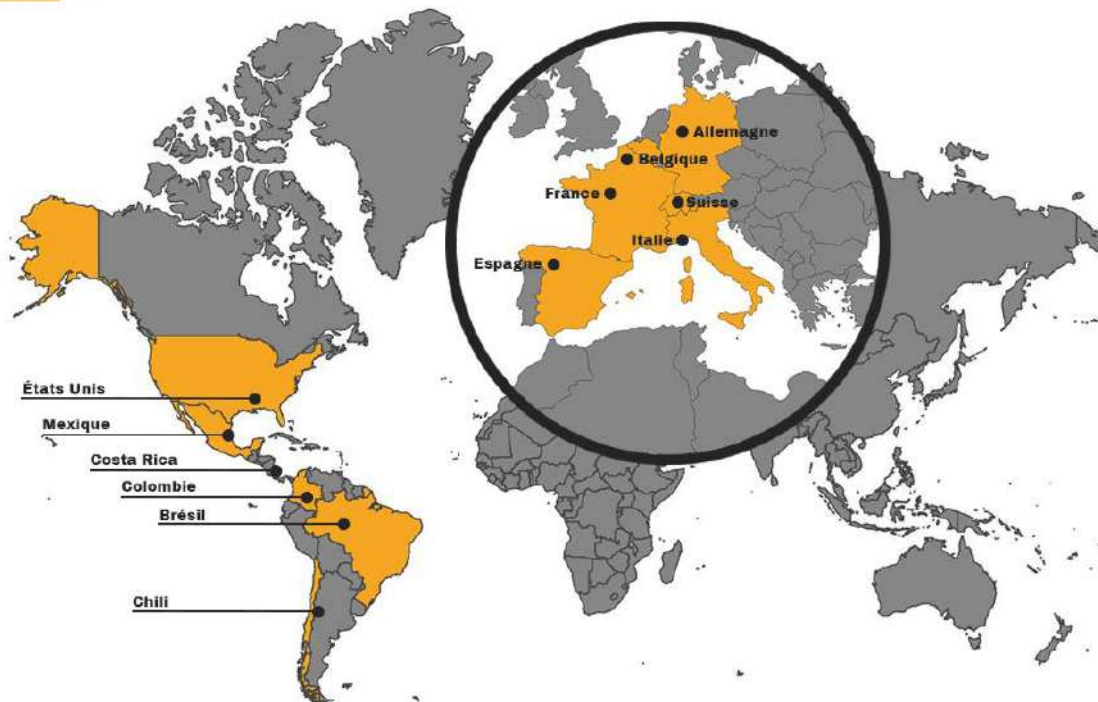 Allemagne
Belgique
France
Suisse
Italie
Espagne
États Unis
Mexique
Costa Rica
Colombie
Brésil
Chili